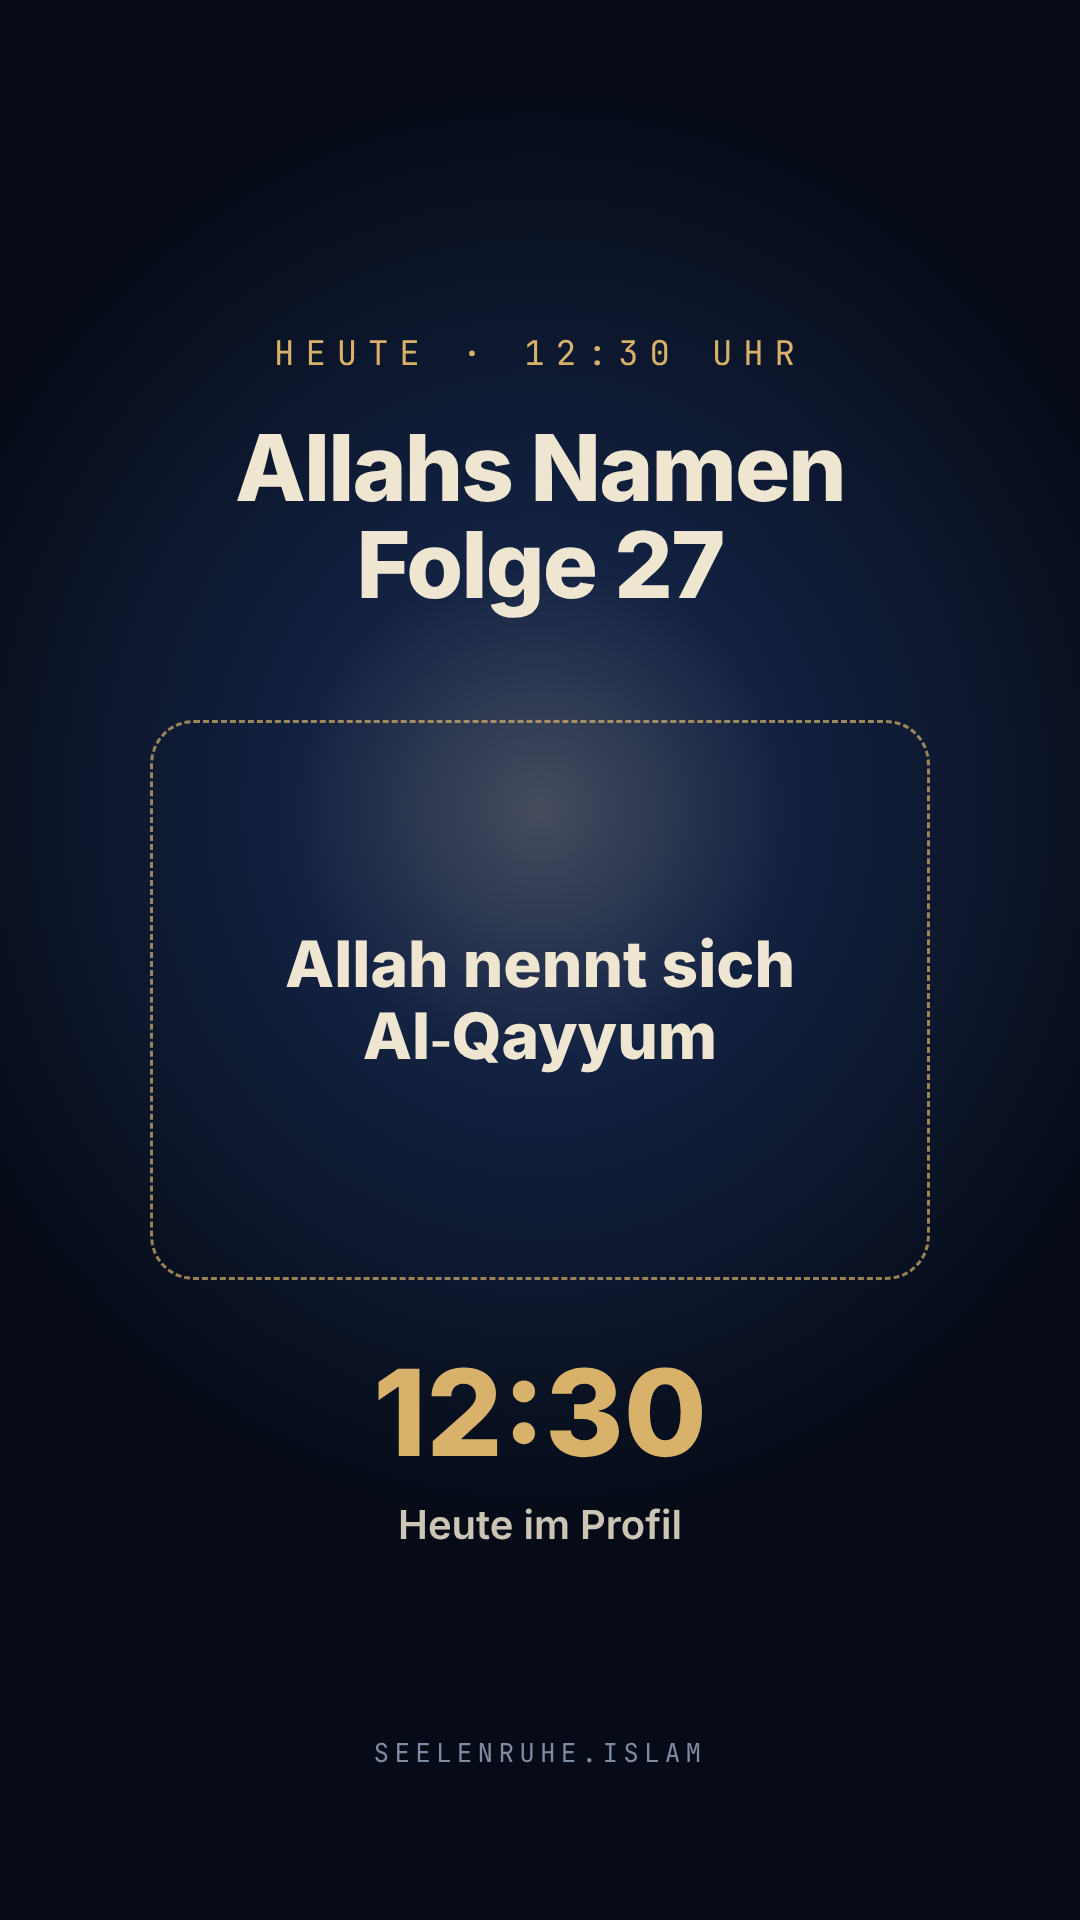 HEUTE · 12:30 UHR
Allahs Namen
Folge 27
Allah nennt sich
Al-Qayyum
12:30
Heute im Profil
SEELENRUHE.ISLAM